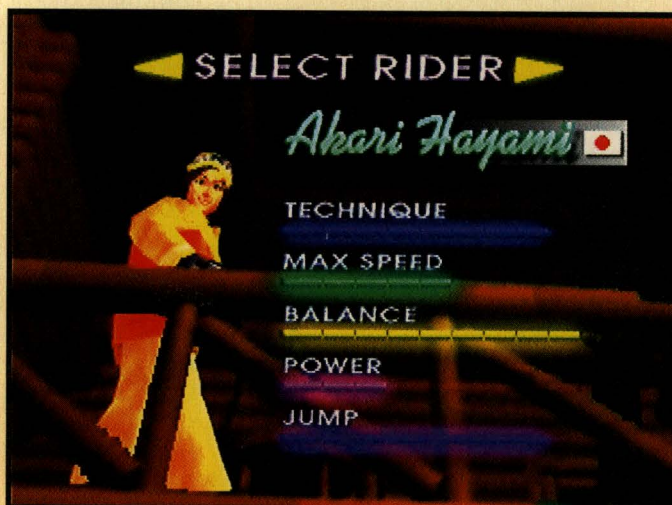 SELECT RIDER
Akari Hayami
TECHNIQUE
MAX SPEED
BALANCE
POWER
JUMP